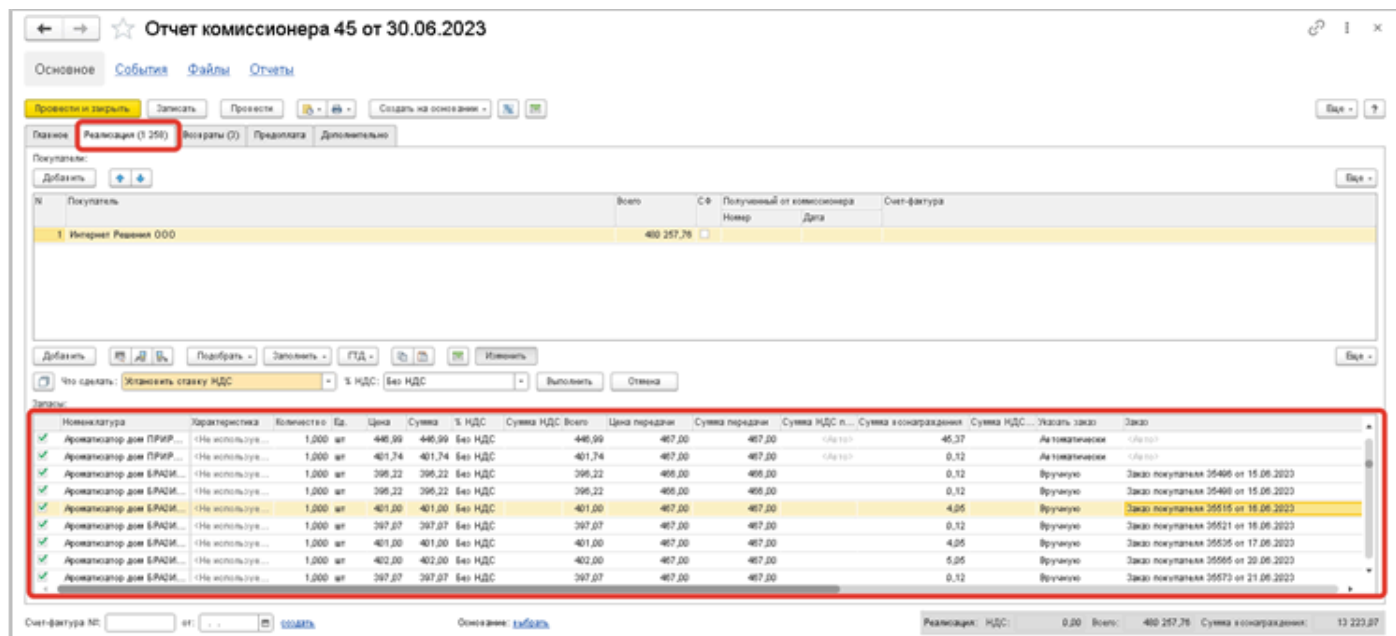 Отчет комиссионера 45 от 30.06.2023
Основное События Файлы Отчеты
Провести и закрыть Записать Провести Создать на основании Еще ?
Главное Реализация (1 258) Возвраты (3) Предоплата Дополнительно
Покупатели:
Добавить Еще
N Покупатель Всего СФ Полученный от комиссионера Счет-фактура
Номер Дата
1 Интернет Решения ООО 480 257,76
Добавить Подобрать Заполнить ГТД Изменить Еще
Что сделать: Установить ставку НДС % НДС: Без НДС Выполнить Отмена
Запасы:
Номенклатура Характеристика Количество Ед. Цена Сумма % НДС Сумма НДС Всего Цена передачи Сумма передачи Сумма НДС п... Сумма вознаграждения Сумма НДС... Указать заказ Заказ
Ароматизатор дом ПРИР... <Не используе... 1,000 шт 446,99 446,99 Без НДС 446,99 467,00 467,00 <Авто> 45,37 Автоматически <Авто>
Ароматизатор дом ПРИР... <Не используе... 1,000 шт 401,74 401,74 Без НДС 401,74 467,00 467,00 <Авто> 0,12 Автоматически <Авто>
Ароматизатор дом БРАЗИ... <Не используе... 1,000 шт 396,22 396,22 Без НДС 396,22 466,00 466,00 0,12 Вручную Заказ покупателя 35496 от 15.06.2023
Ароматизатор дом БРАЗИ... <Не используе... 1,000 шт 396,22 396,22 Без НДС 396,22 466,00 466,00 0,12 Вручную Заказ покупателя 35498 от 15.06.2023
Ароматизатор дом БРАЗИ... <Не используе... 1,000 шт 401,00 401,00 Без НДС 401,00 467,00 467,00 4,05 Вручную Заказ покупателя 35515 от 16.06.2023
Ароматизатор дом БРАЗИ... <Не используе... 1,000 шт 397,07 397,07 Без НДС 397,07 467,00 467,00 0,12 Вручную Заказ покупателя 35521 от 16.06.2023
Ароматизатор дом БРАЗИ... <Не используе... 1,000 шт 401,00 401,00 Без НДС 401,00 467,00 467,00 4,05 Вручную Заказ покупателя 35535 от 17.06.2023
Ароматизатор дом БРАЗИ... <Не используе... 1,000 шт 402,00 402,00 Без НДС 402,00 467,00 467,00 5,05 Вручную Заказ покупателя 35565 от 20.06.2023
Ароматизатор дом БРАЗИ... <Не используе... 1,000 шт 397,07 397,07 Без НДС 397,07 467,00 467,00 0,12 Вручную Заказ покупателя 35573 от 21.06.2023
Счет-фактура №: от: . . создать Основание: выбрать Реализация: НДС: 0,00 Всего: 480 257,76 Сумма вознаграждения: 13 223,07